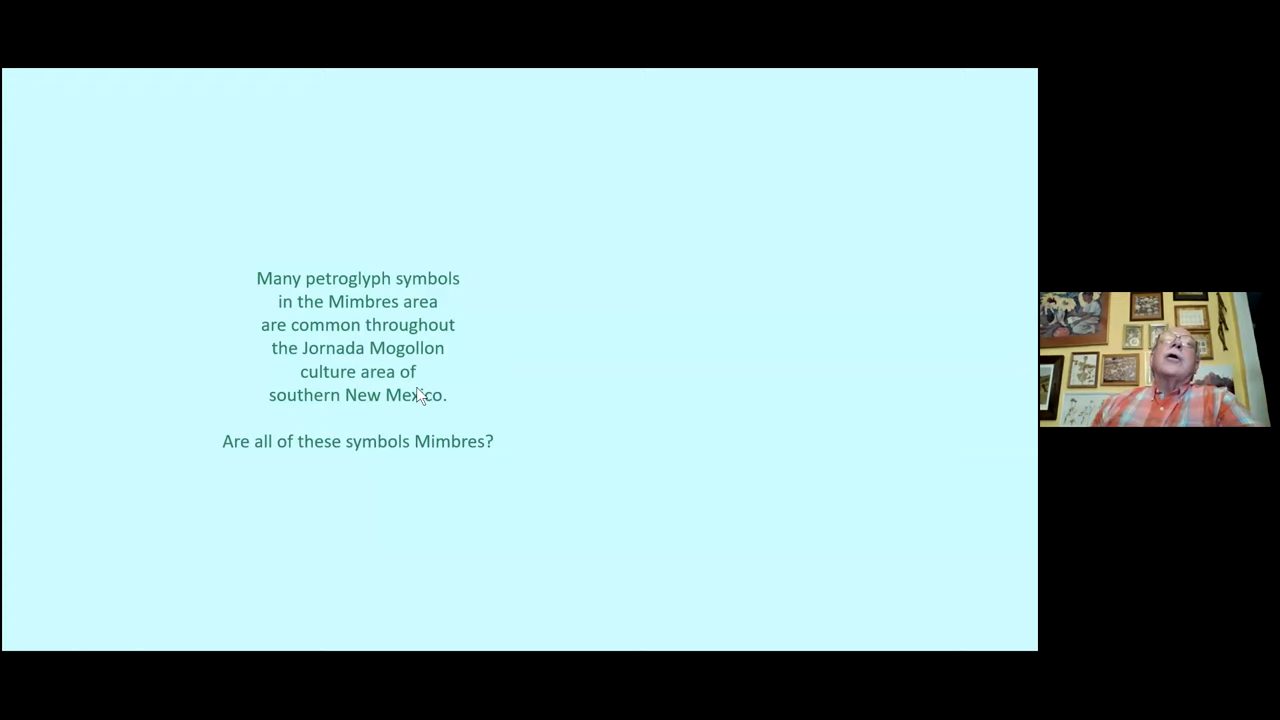 Many petroglyph symbols
in the Mimbres area
are common throughout
the Jornada Mogollon
culture area of
southern New Mexico.
Are all of these symbols Mimbres?